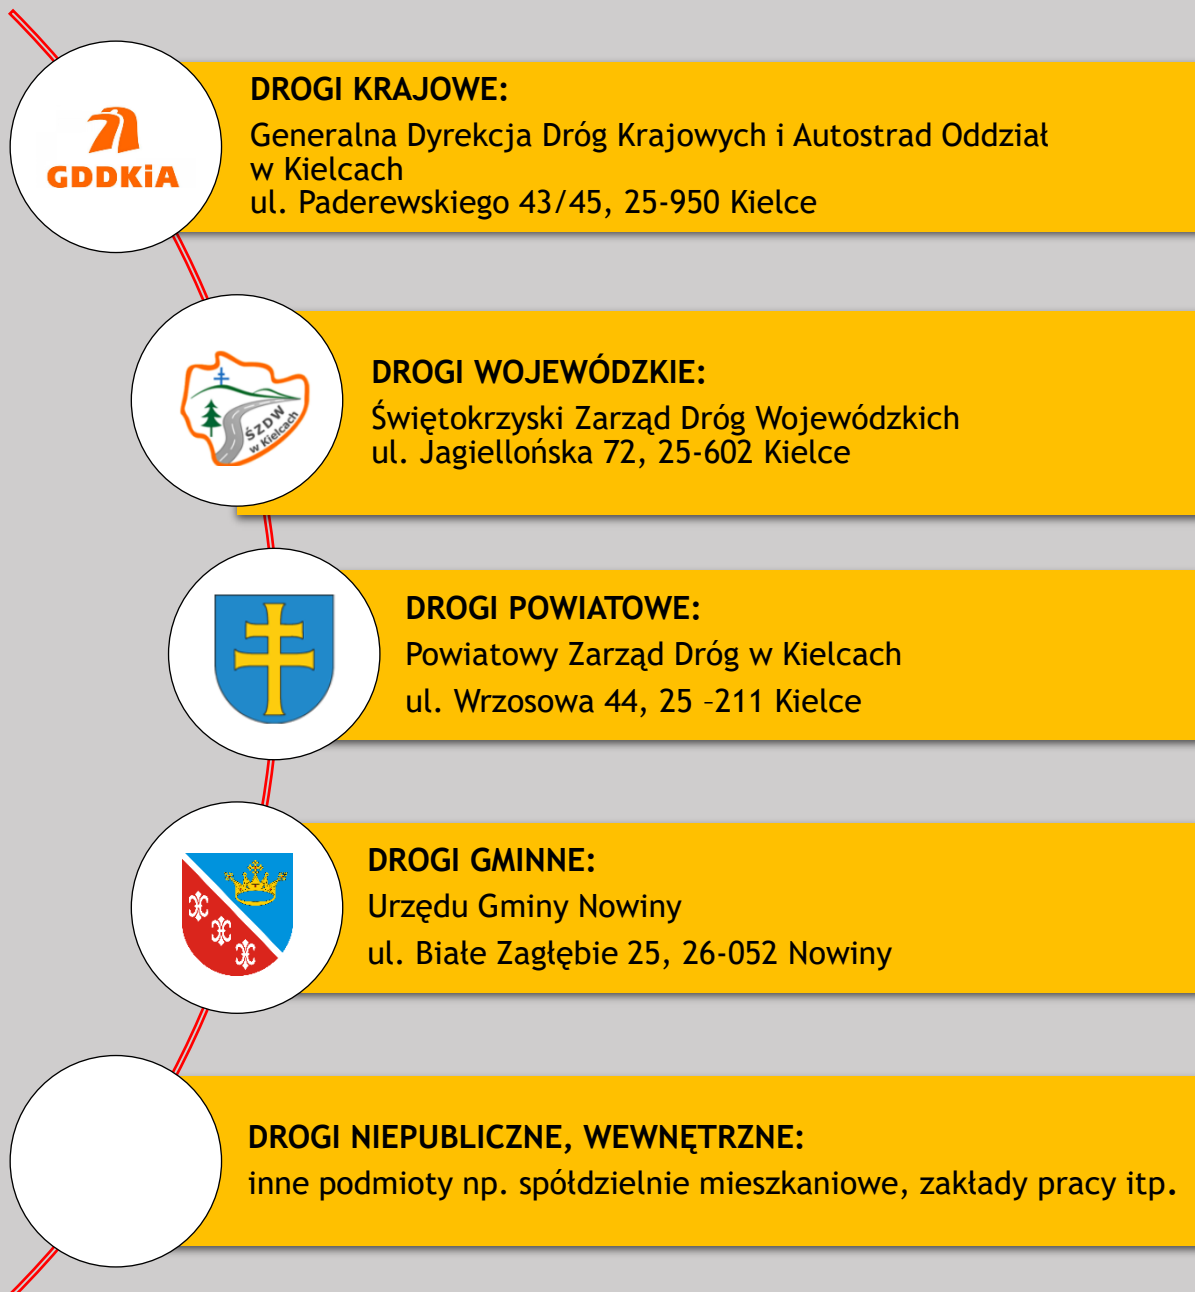 GDDKiA
DROGI KRAJOWE:
Generalna Dyrekcja Dróg Krajowych i Autostrad Oddział
w Kielcach
ul. Paderewskiego 43/45, 25-950 Kielce
ŚZDW
w Kielcach
DROGI WOJEWÓDZKIE:
Świętokrzyski Zarząd Dróg Wojewódzkich
ul. Jagiellońska 72, 25-602 Kielce
DROGI POWIATOWE:
Powiatowy Zarząd Dróg w Kielcach
ul. Wrzosowa 44, 25 –211 Kielce
DROGI GMINNE:
Urzędu Gminy Nowiny
ul. Białe Zagłębie 25, 26-052 Nowiny
DROGI NIEPUBLICZNE, WEWNĘTRZNE:
inne podmioty np. spółdzielnie mieszkaniowe, zakłady pracy itp.